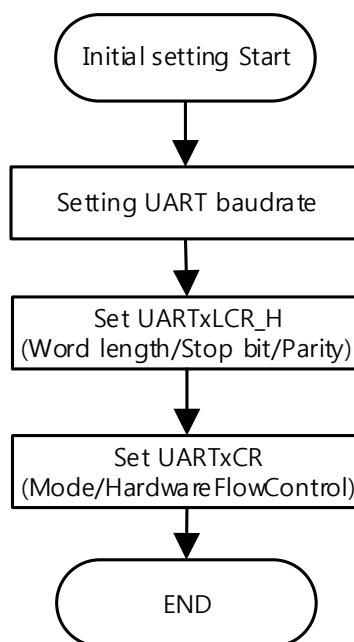 Initial setting Start
Setting UART baudrate
Set UARTxLCR_H
(Word length/Stop bit/Parity)
Set UARTxCR
(Mode/HardwareFlowControl)
END